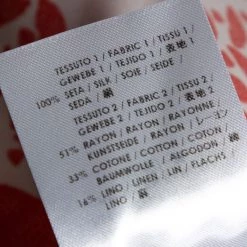 TESSUTO 1 / FABRIC 1 / TISSU 1 /
GEWEBE 1 / TEJIDO 1 / 表地 1
100% SETA / SILK / SOIE / SEIDE /
SEDA / 絹
TESSUTO 2 / FABRIC 2 / TISSU 2 /
GEWEBE 2 / TEJIDO 2 / 表地 2
51% RAYON / RAYON / RAYONNE /
KUNSTSEIDE / RAYON / レーヨン
33% COTONE / COTTON / COTON /
BAUMWOLLE / ALGODÓN / 綿
16% LINO / LINEN / LIN / FLACHS /
LINO /